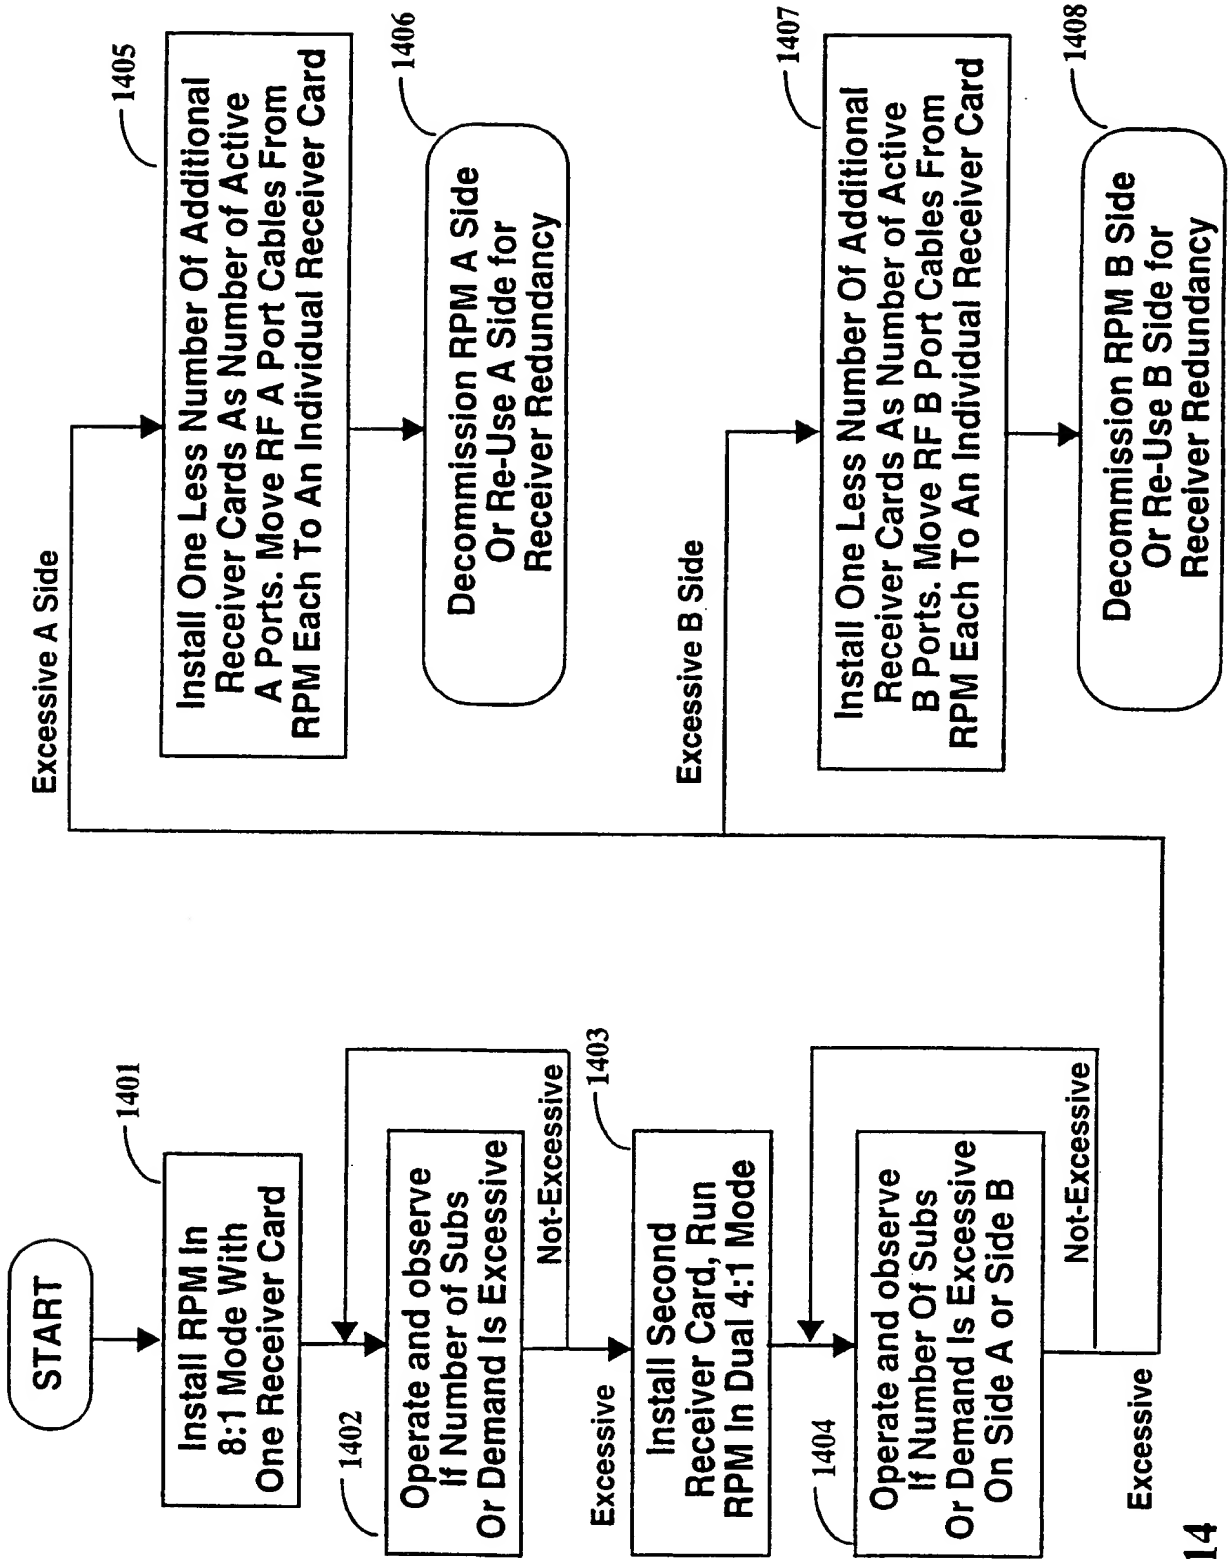 START
1401
Install RPM In
8:1 Mode With
One Receiver Card
1402
Operate and observe
If Number of Subs
Or Demand Is Excessive
Not-Excessive
Excessive
1403
Install Second
Receiver Card, Run
RPM In Dual 4:1 Mode
1404
Operate and observe
If Number Of Subs
Or Demand Is Excessive
On Side A or Side B
Not-Excessive
Excessive
Excessive A Side
1405
Install One Less Number Of Additional
Receiver Cards As Number of Active
A Ports. Move RF A Port Cables From
RPM Each To An Individual Receiver Card
1406
Decommission RPM A Side
Or Re-Use A Side for
Receiver Redundancy
Excessive B Side
1407
Install One Less Number Of Additional
Receiver Cards As Number of Active
B Ports. Move RF B Port Cables From
RPM Each To An Individual Receiver Card
1408
Decommission RPM B Side
Or Re-Use B Side for
Receiver Redundancy
14